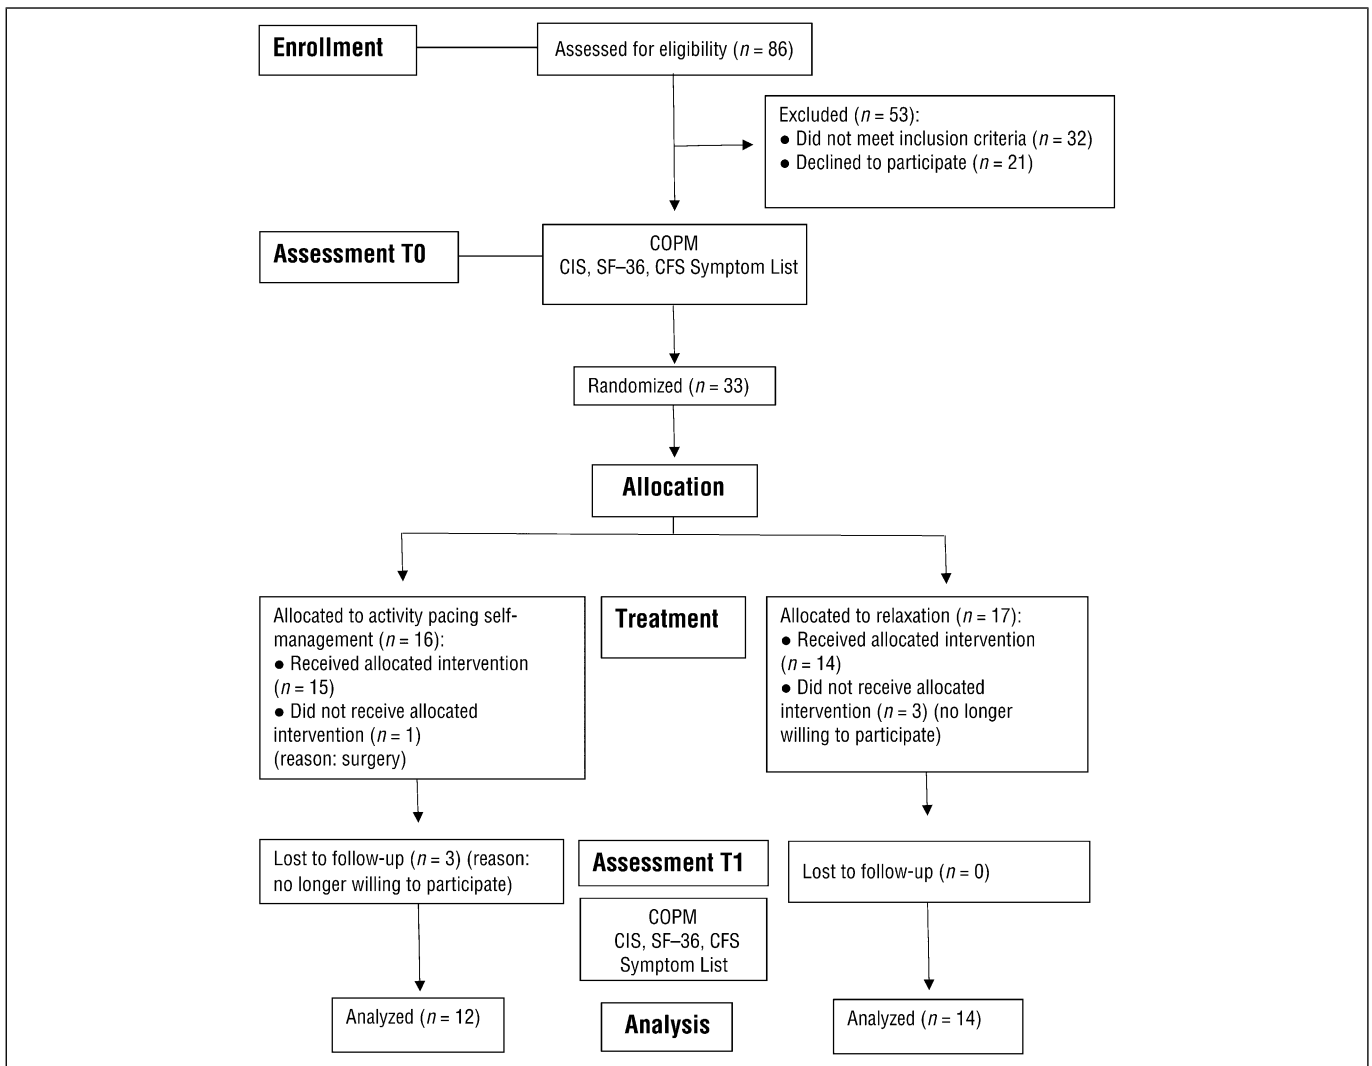 Enrollment
Assessed for eligibility (n = 86)
Excluded (n = 53):
● Did not meet inclusion criteria (n = 32)
● Declined to participate (n = 21)
Assessment T0
COPM
CIS, SF–36, CFS Symptom List
Randomized (n = 33)
Allocation
Allocated to activity pacing self-
management (n = 16):
● Received allocated intervention
(n = 15)
● Did not receive allocated
intervention (n = 1)
(reason: surgery)
Treatment
Allocated to relaxation (n = 17):
● Received allocated intervention
(n = 14)
● Did not receive allocated
intervention (n = 3) (no longer
willing to participate)
Lost to follow-up (n = 3) (reason:
no longer willing to participate)
Assessment T1
Lost to follow-up (n = 0)
COPM
CIS, SF–36, CFS
Symptom List
Analyzed (n = 12)
Analysis
Analyzed (n = 14)